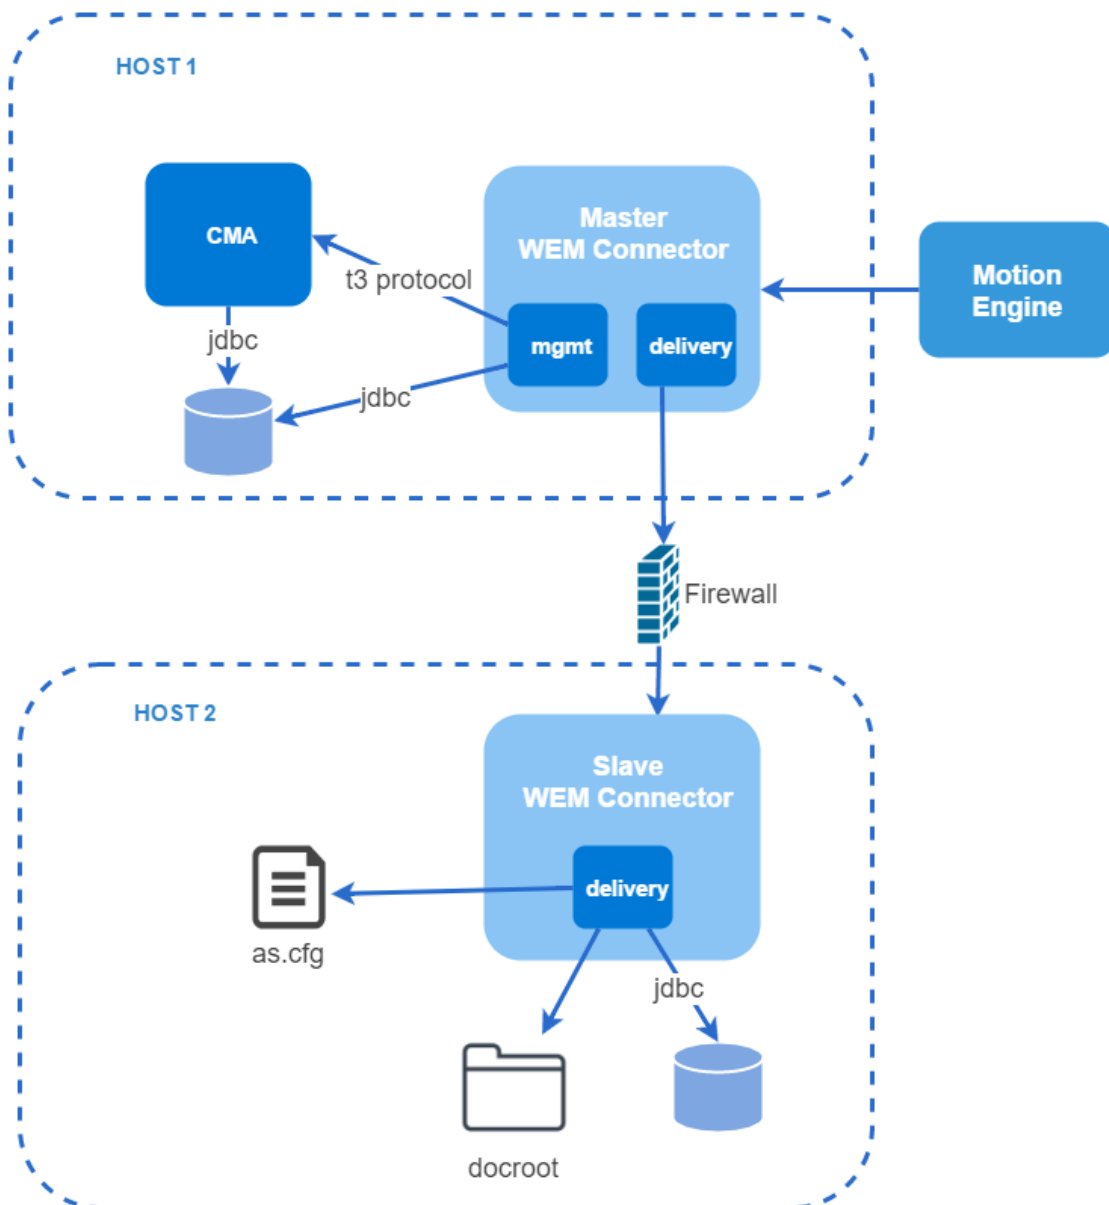 HOST 1
CMA
Master
WEM Connector
Motion
Engine
t3 protocol
jdbc
mgmt
delivery
jdbc
Firewall
HOST 2
Slave
WEM Connector
delivery
as.cfg
jdbc
docroot